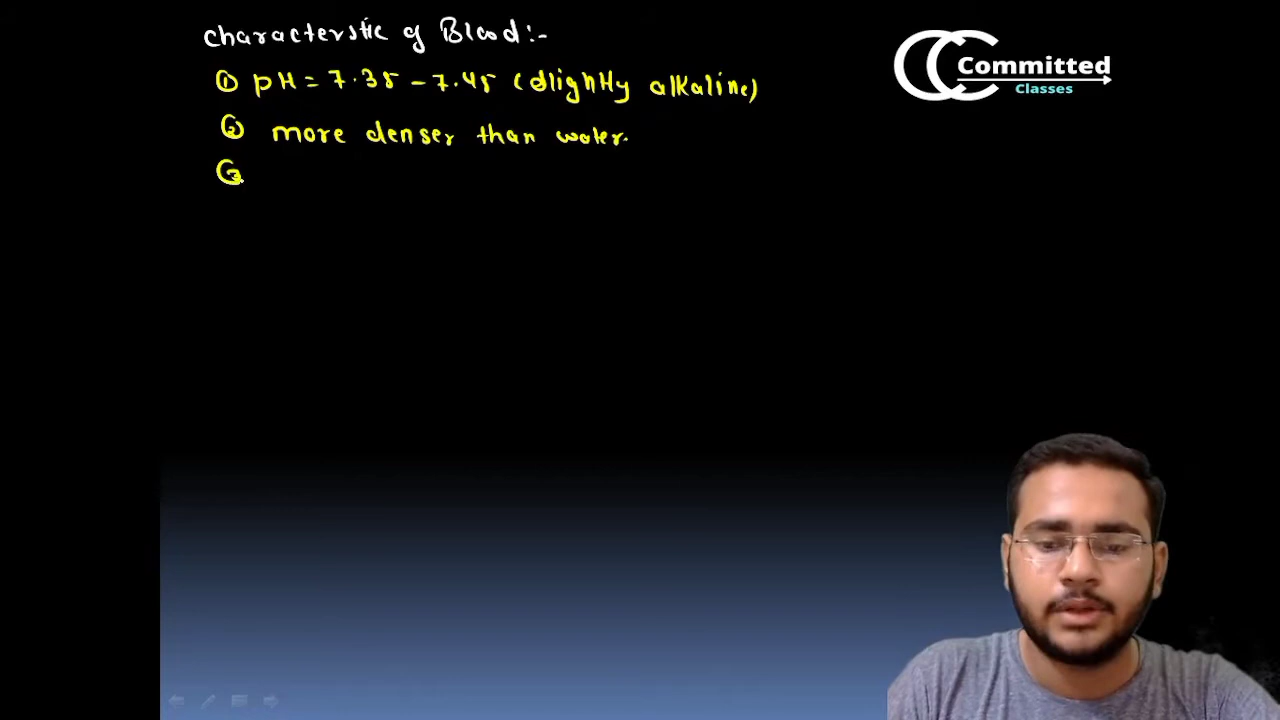 characterstic of Blood :-
① pH = 7.35 - 7.45 (slightly alkaline)
② more denser than water.
③
CC Committed
Classes